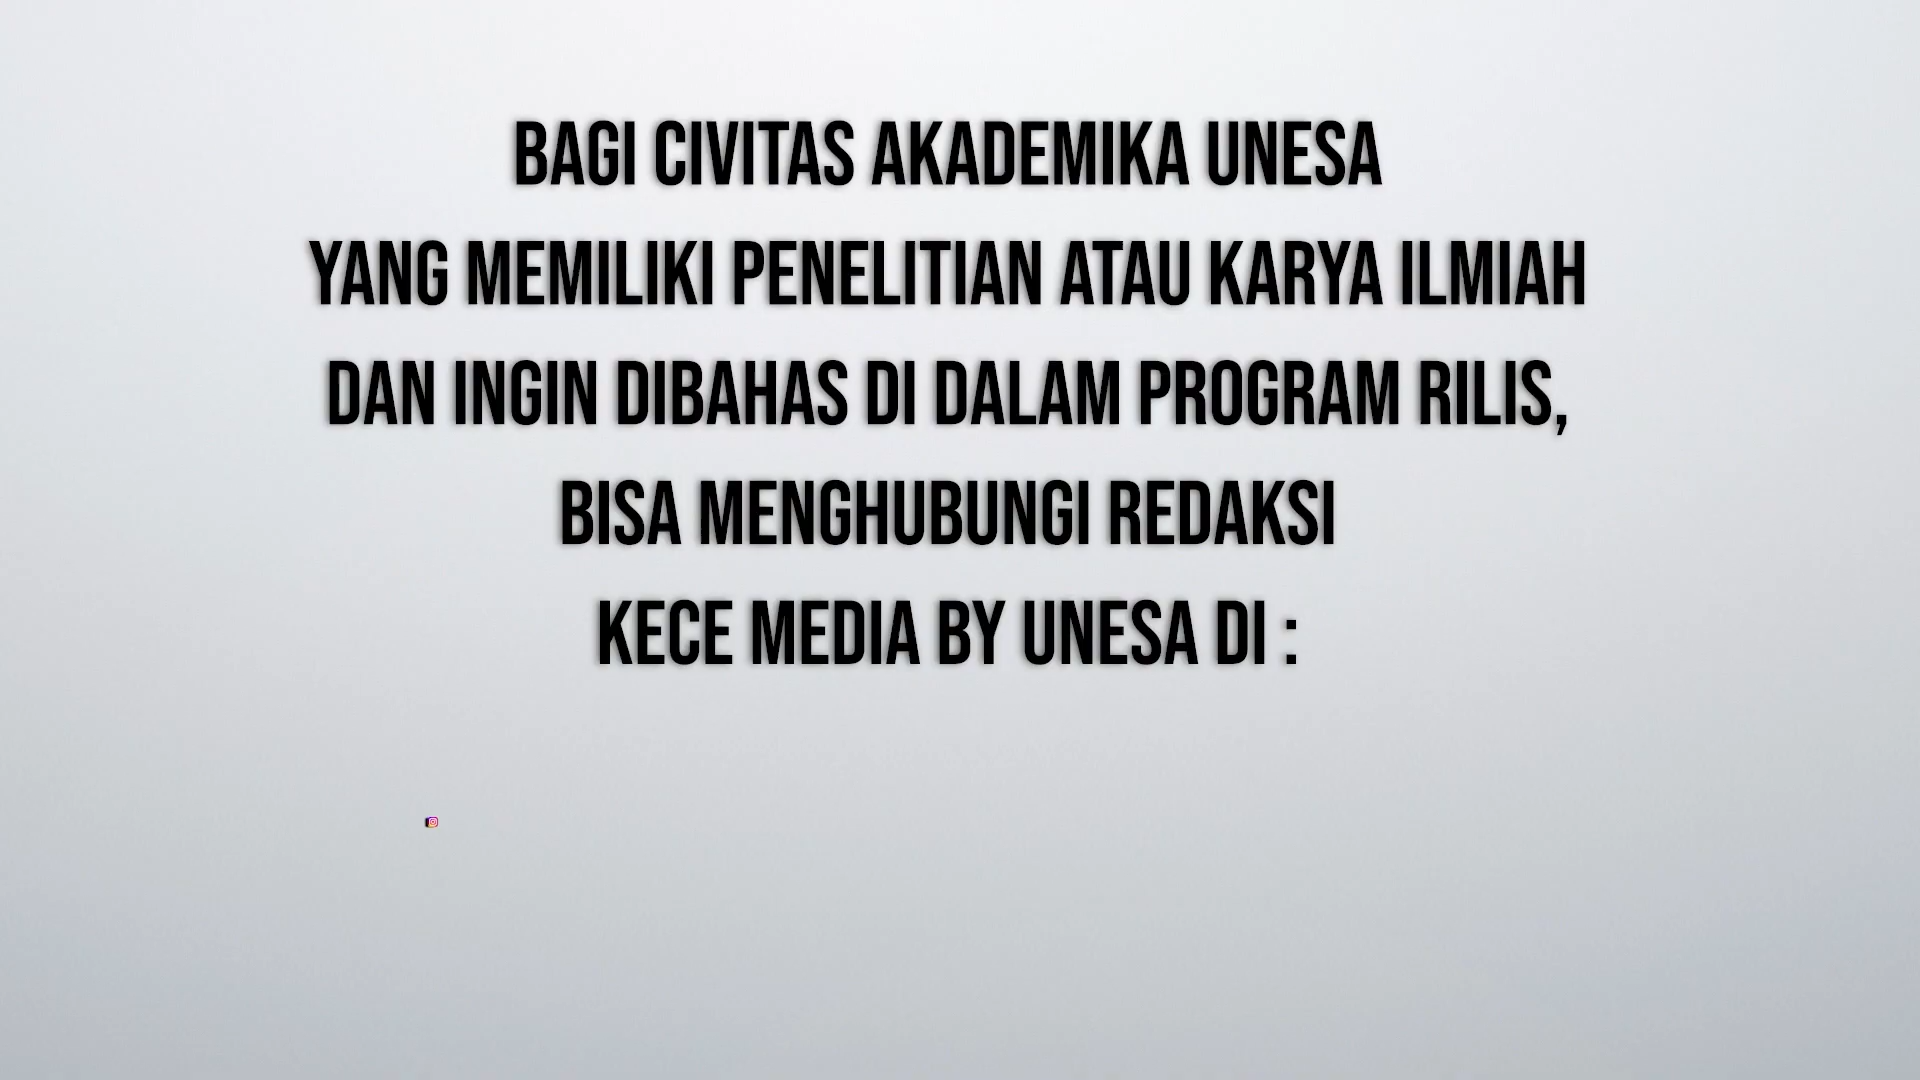 BAGI CIVITAS AKADEMIKA UNESA
YANG MEMILIKI PENELITIAN ATAU KARYA ILMIAH
DAN INGIN DIBAHAS DI DALAM PROGRAM RILIS,
BISA MENGHUBUNGI REDAKSI
KECE MEDIA BY UNESA DI :